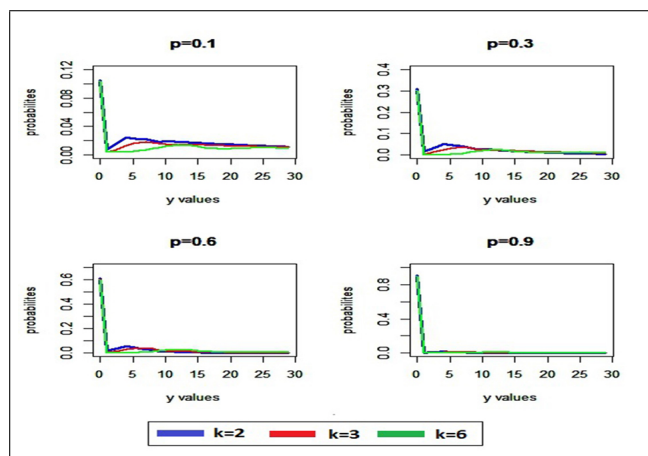 p=0.1
probabilites
0.00 0.04 0.08 0.12
0 5 10 15 20 25 30
y values
p=0.3
probabilites
0.0 0.1 0.2 0.3 0.4
0 5 10 15 20 25 30
y values
p=0.6
probabilites
0.0 0.2 0.4 0.6
0 5 10 15 20 25 30
y values
p=0.9
probabilites
0.0 0.4 0.8
0 5 10 15 20 25 30
y values
k=2 k=3 k=6